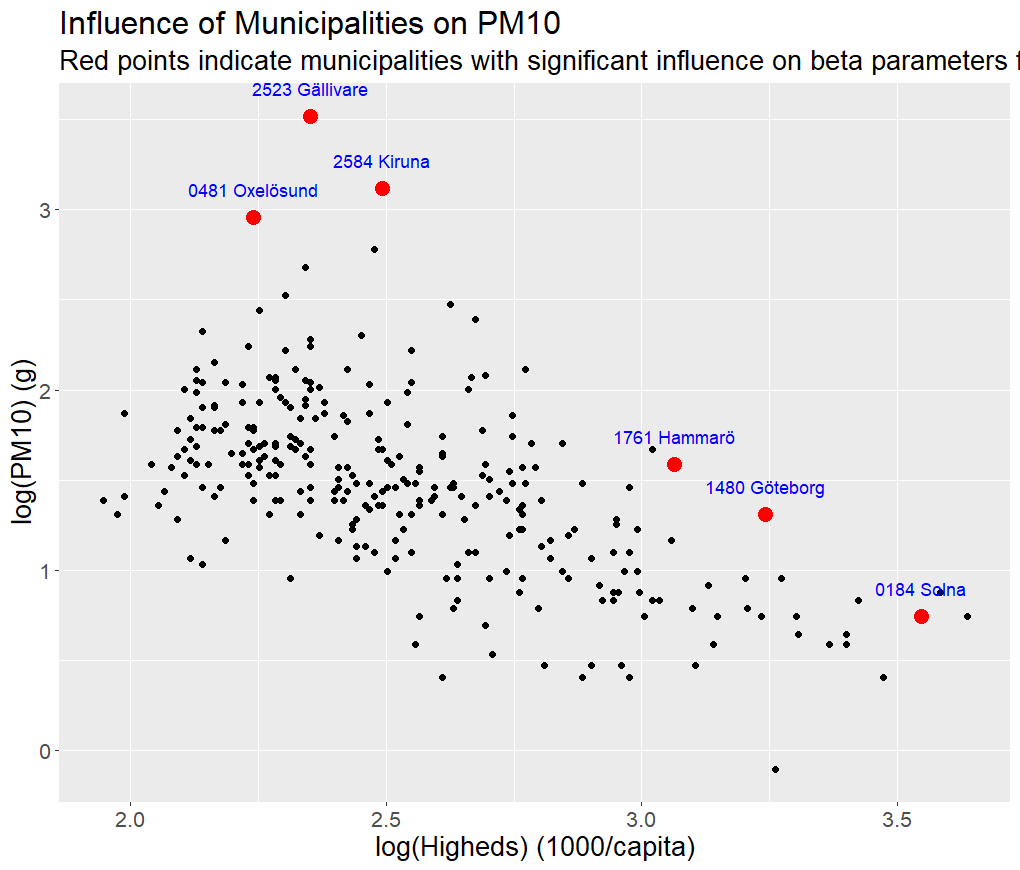 Influence of Municipalities on PM10
Red points indicate municipalities with significant influence on beta parameters f
2523 Gällivare
2584 Kiruna
0481 Oxelösund
1761 Hammarö
1480 Göteborg
0184 Solna
log(PM10) (g)
3
2
1
0
2.0 2.5 3.0 3.5
log(Higheds) (1000/capita)